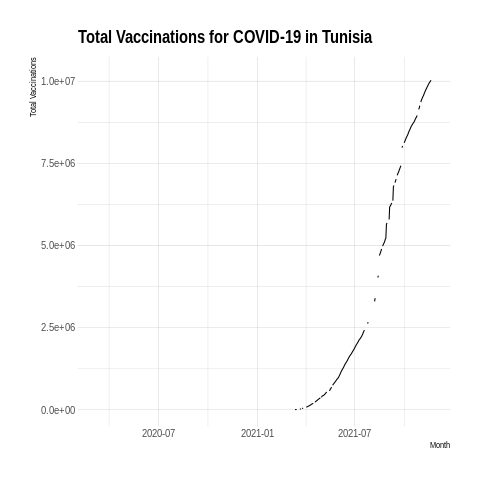 Total Vaccinations for COVID-19 in Tunisia
Total Vaccinations
1.0e+07
7.5e+06
5.0e+06
2.5e+06
0.0e+00
2020-07
2021-01
2021-07
Month